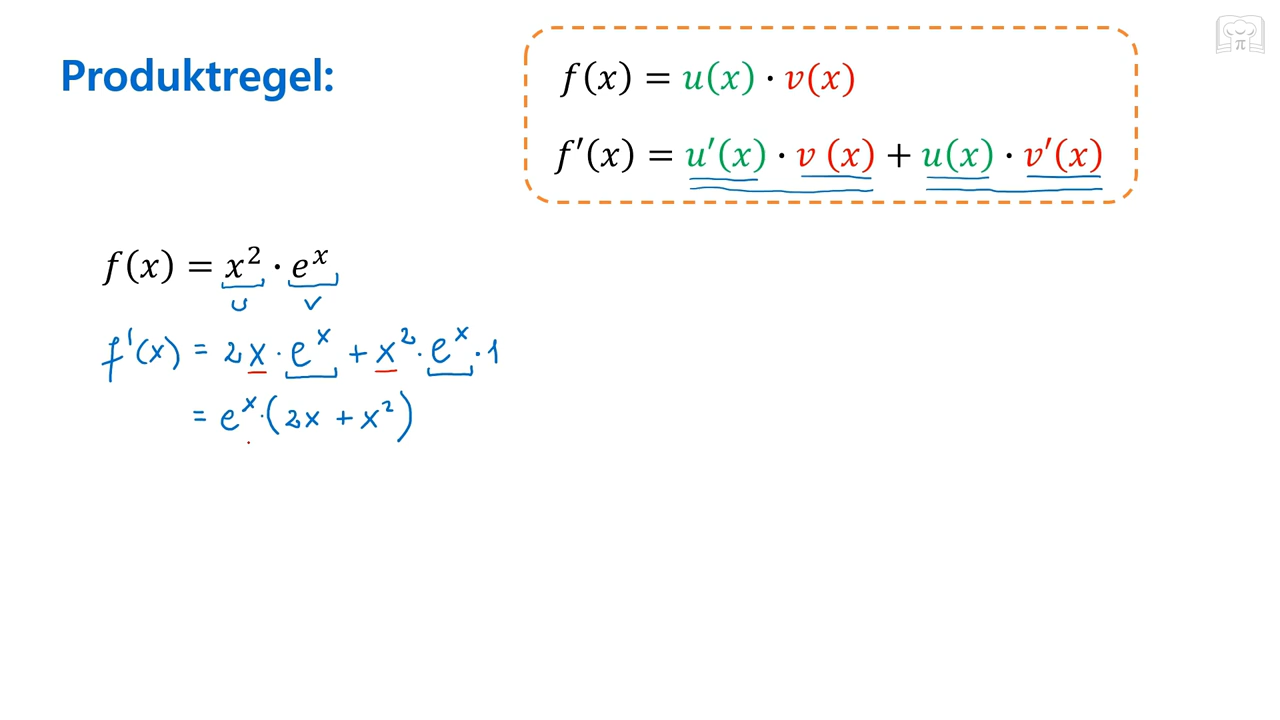 Produktregel:
f(x) = u(x) · v(x)
f′(x) = u′(x) · v (x) + u(x) · v′(x)
f(x) = x² · eˣ
u v
f'(x) = 2x · eˣ + x² · eˣ · 1
= eˣ · (2x + x²)
π